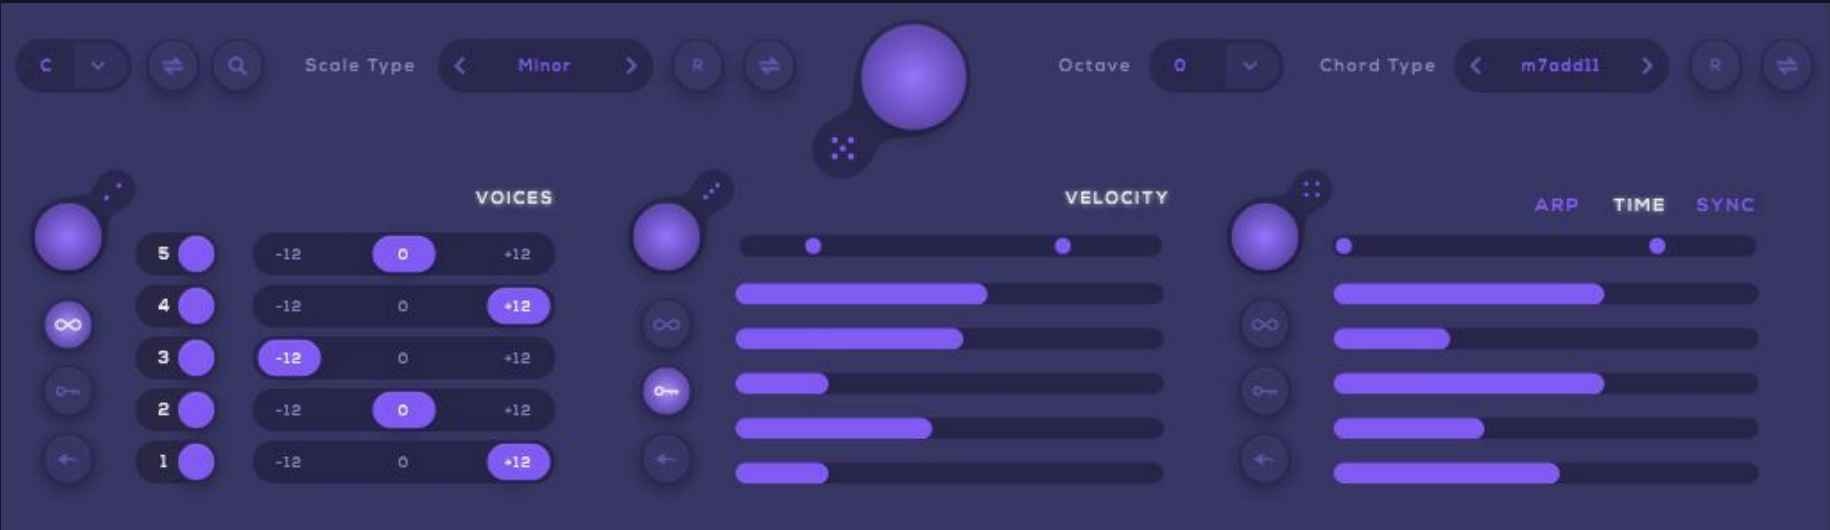 C
Scale Type
Minor
R
Octave
0
Chord Type
m7add11
R
VOICES
5
-12 0 +12
4
-12 0 +12
3
-12 0 +12
2
-12 0 +12
1
-12 0 +12
VELOCITY
ARP TIME SYNC